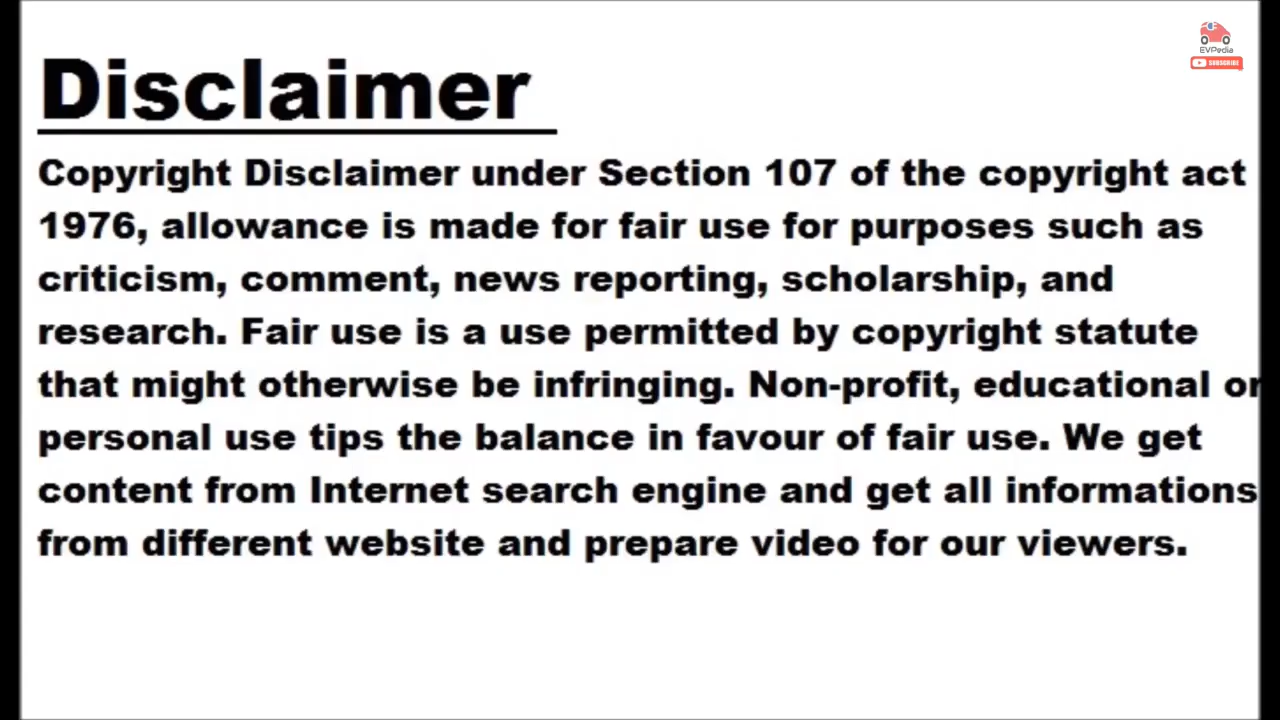 EVPedia
SUBSCRIBE
Disclaimer
Copyright Disclaimer under Section 107 of the copyright act
1976, allowance is made for fair use for purposes such as
criticism, comment, news reporting, scholarship, and
research. Fair use is a use permitted by copyright statute
that might otherwise be infringing. Non-profit, educational or
personal use tips the balance in favour of fair use. We get
content from Internet search engine and get all informations
from different website and prepare video for our viewers.